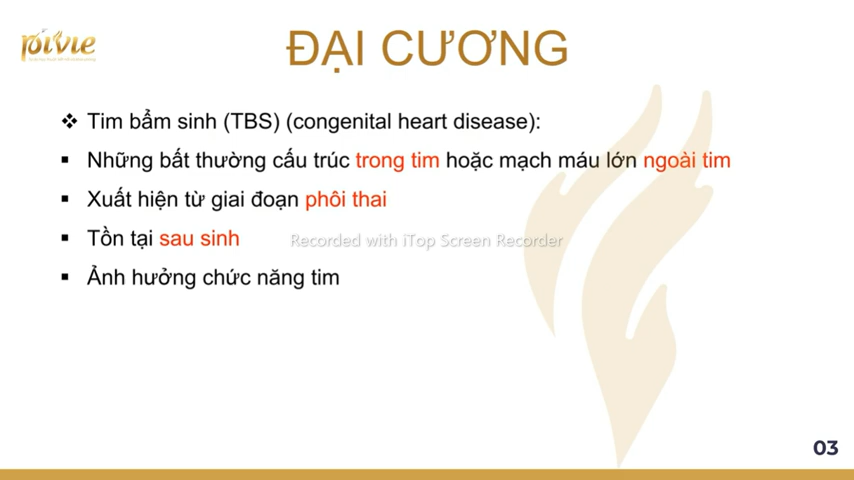 pivie
ĐẠI CƯƠNG
❖ Tim bẩm sinh (TBS) (congenital heart disease):
▪ Những bất thường cấu trúc trong tim hoặc mạch máu lớn ngoài tim
▪ Xuất hiện từ giai đoạn phôi thai
▪ Tồn tại sau sinh
Recorded with iTop Screen Recorder
▪ Ảnh hưởng chức năng tim
03